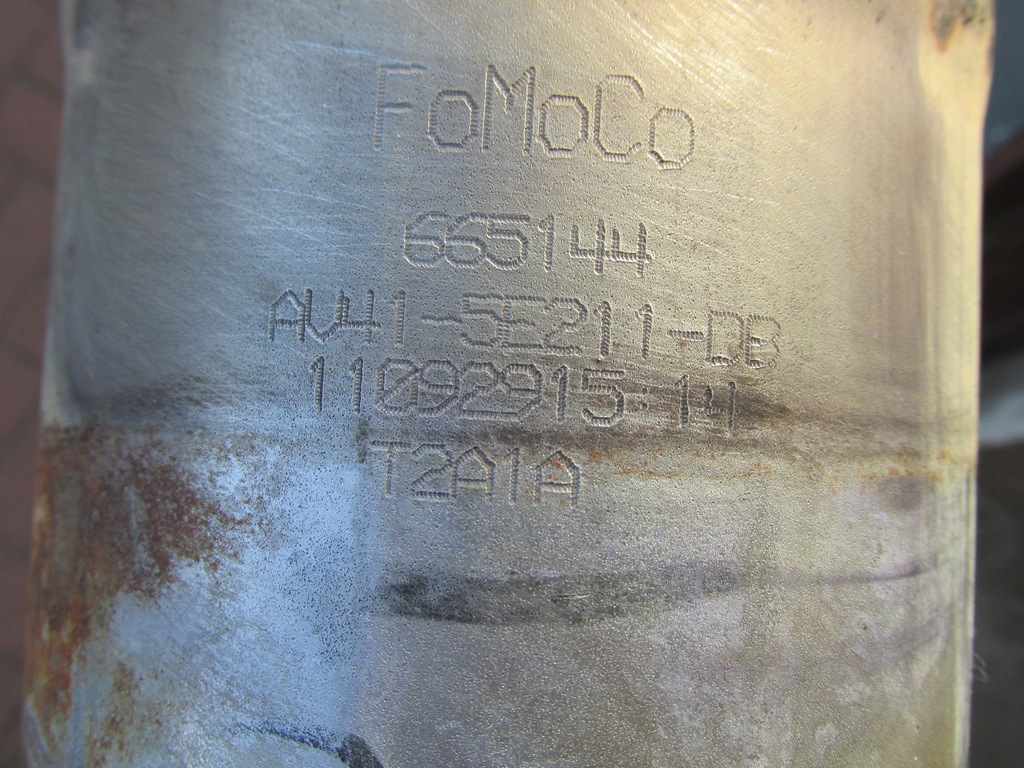 FoMoCo
665144
AV41-5E211-DB
11092915:14
T2A1A